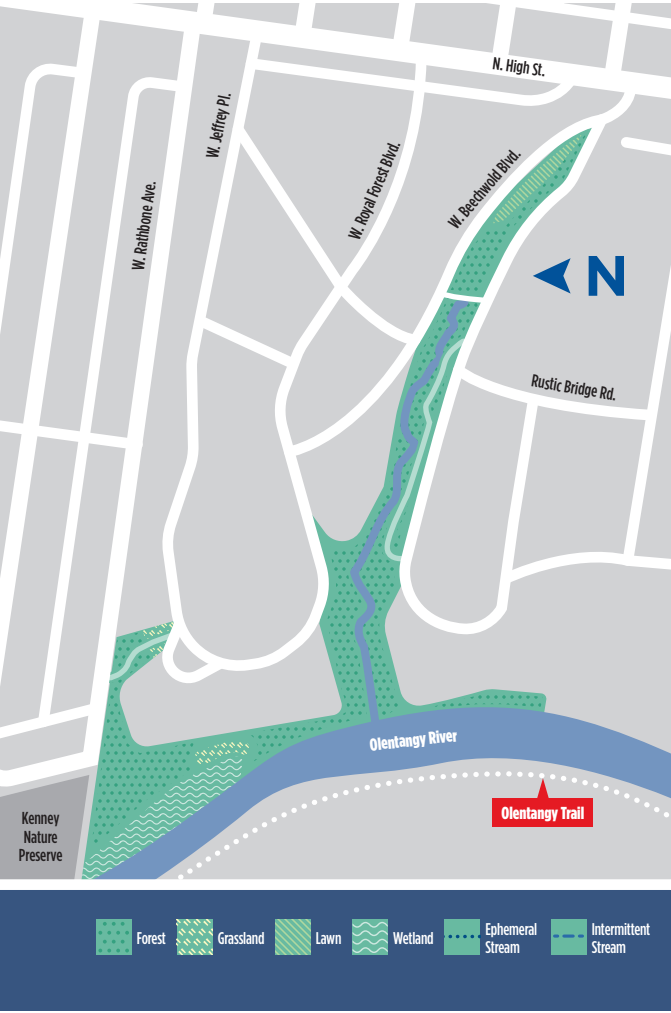 N. High St.
W. Jeffrey Pl.
W. Royal Forest Blvd.
W. Beechwold Blvd.
W. Rathbone Ave.
N
Rustic Bridge Rd.
Olentangy River
Olentangy Trail
Kenney
Nature
Preserve
Forest
Grassland
Lawn
Wetland
Ephemeral
Stream
Intermittent
Stream